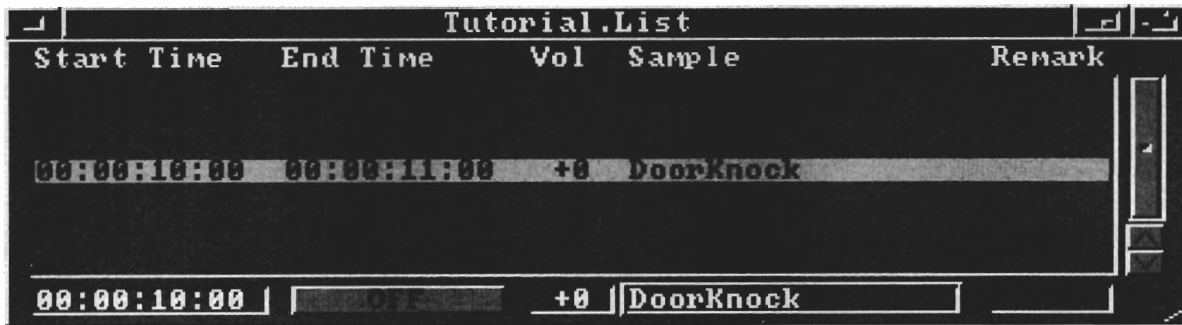 Tutorial.List
Start Time End Time Vol Sample Remark
00:00:10:00 00:00:11:00 +0 DoorKnock
00:00:10:00 OFF +0 DoorKnock